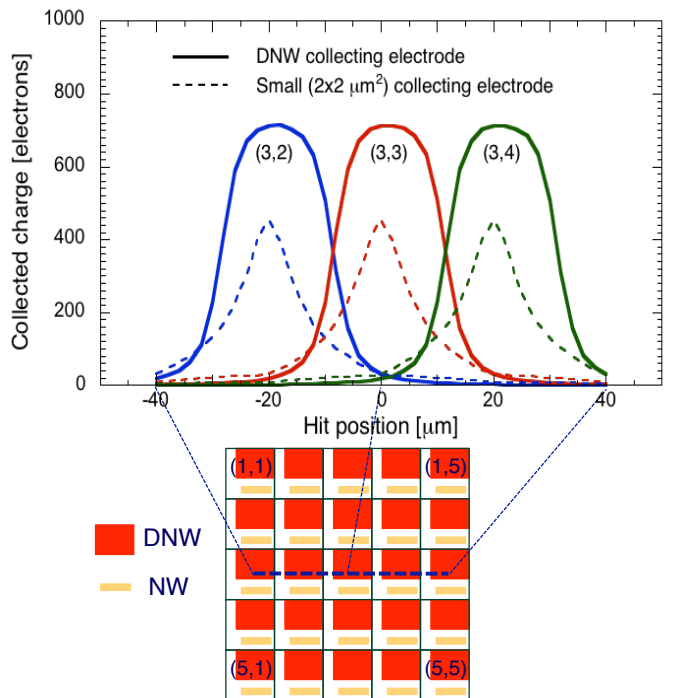 1000
800
600
400
200
0
Collected charge [electrons]
DNW collecting electrode
Small (2x2 μm²) collecting electrode
(3,2) (3,3) (3,4)
-40 -20 0 20 40
Hit position [μm]
(1,1) (1,5)
DNW
NW
(5,1) (5,5)